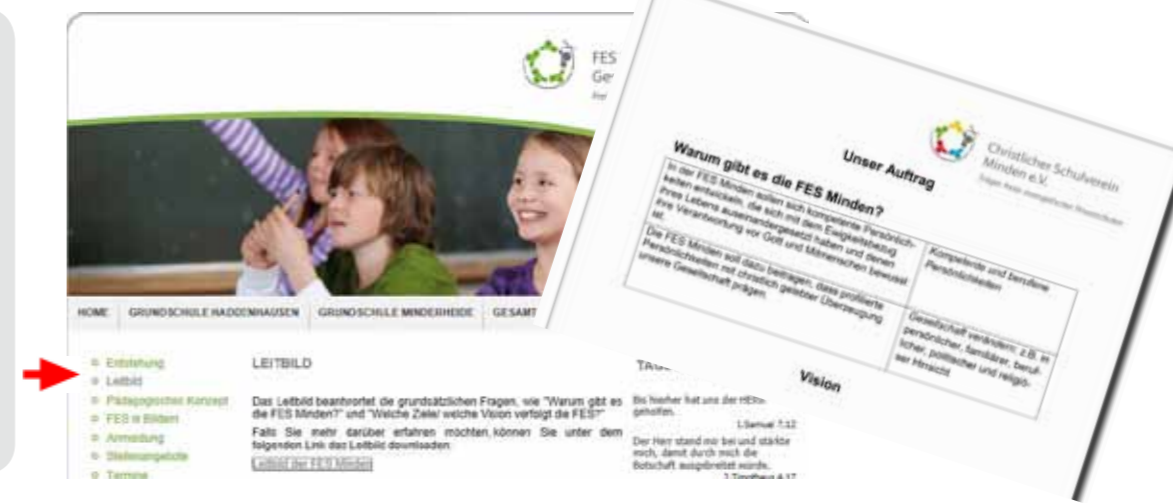 FES
HOME GRUNDSCHULE HADDENHAUSEN GRUNDSCHULE MINDERHEIDE GESAMT
Entstehung
Leitbild
Pädagogisches Konzept
FES in Bildern
Anmeldung
Stellenangebote
Termine
LEITBILD
Das Leitbild beantwortet die grundsätzlichen Fragen, wie "Warum gibt es
die FES Minden?" und "Welche Ziele/ welche Vision verfolgt die FES?"
Falls Sie mehr darüber erfahren möchten, können Sie unter dem
folgenden Link das Leitbild downloaden:
Leitbild der FES Minden
Bis hierher hat uns der
geholfen.
1.Samuel 7,12
Der Herr stand mir bei und stärkte
mich, damit durch mich die
Botschaft ausgebreitet würde.
2.Timotheus 4,17
Christlicher Schulverein
Minden e.V.
Unser Auftrag
Warum gibt es die FES Minden?
In der FES Minden sollen sich kompetente Persönlich-
keiten entwickeln, die sich mit dem Ewigkeitsbezug
ihres Lebens auseinandergesetzt haben und denen
ihre Verantwortung vor Gott und Mitmenschen bewusst
ist.
Kompetente und berufene
Persönlichkeiten
Die FES Minden soll dazu beitragen, dass profilierte
Persönlichkeiten mit christlich gelebter Überzeugung
unsere Gesellschaft prägen.
Gesellschaft verändern: z.B. in
persönlicher, familiärer, beruf-
licher, politischer und religiö-
ser Hinsicht
Vision